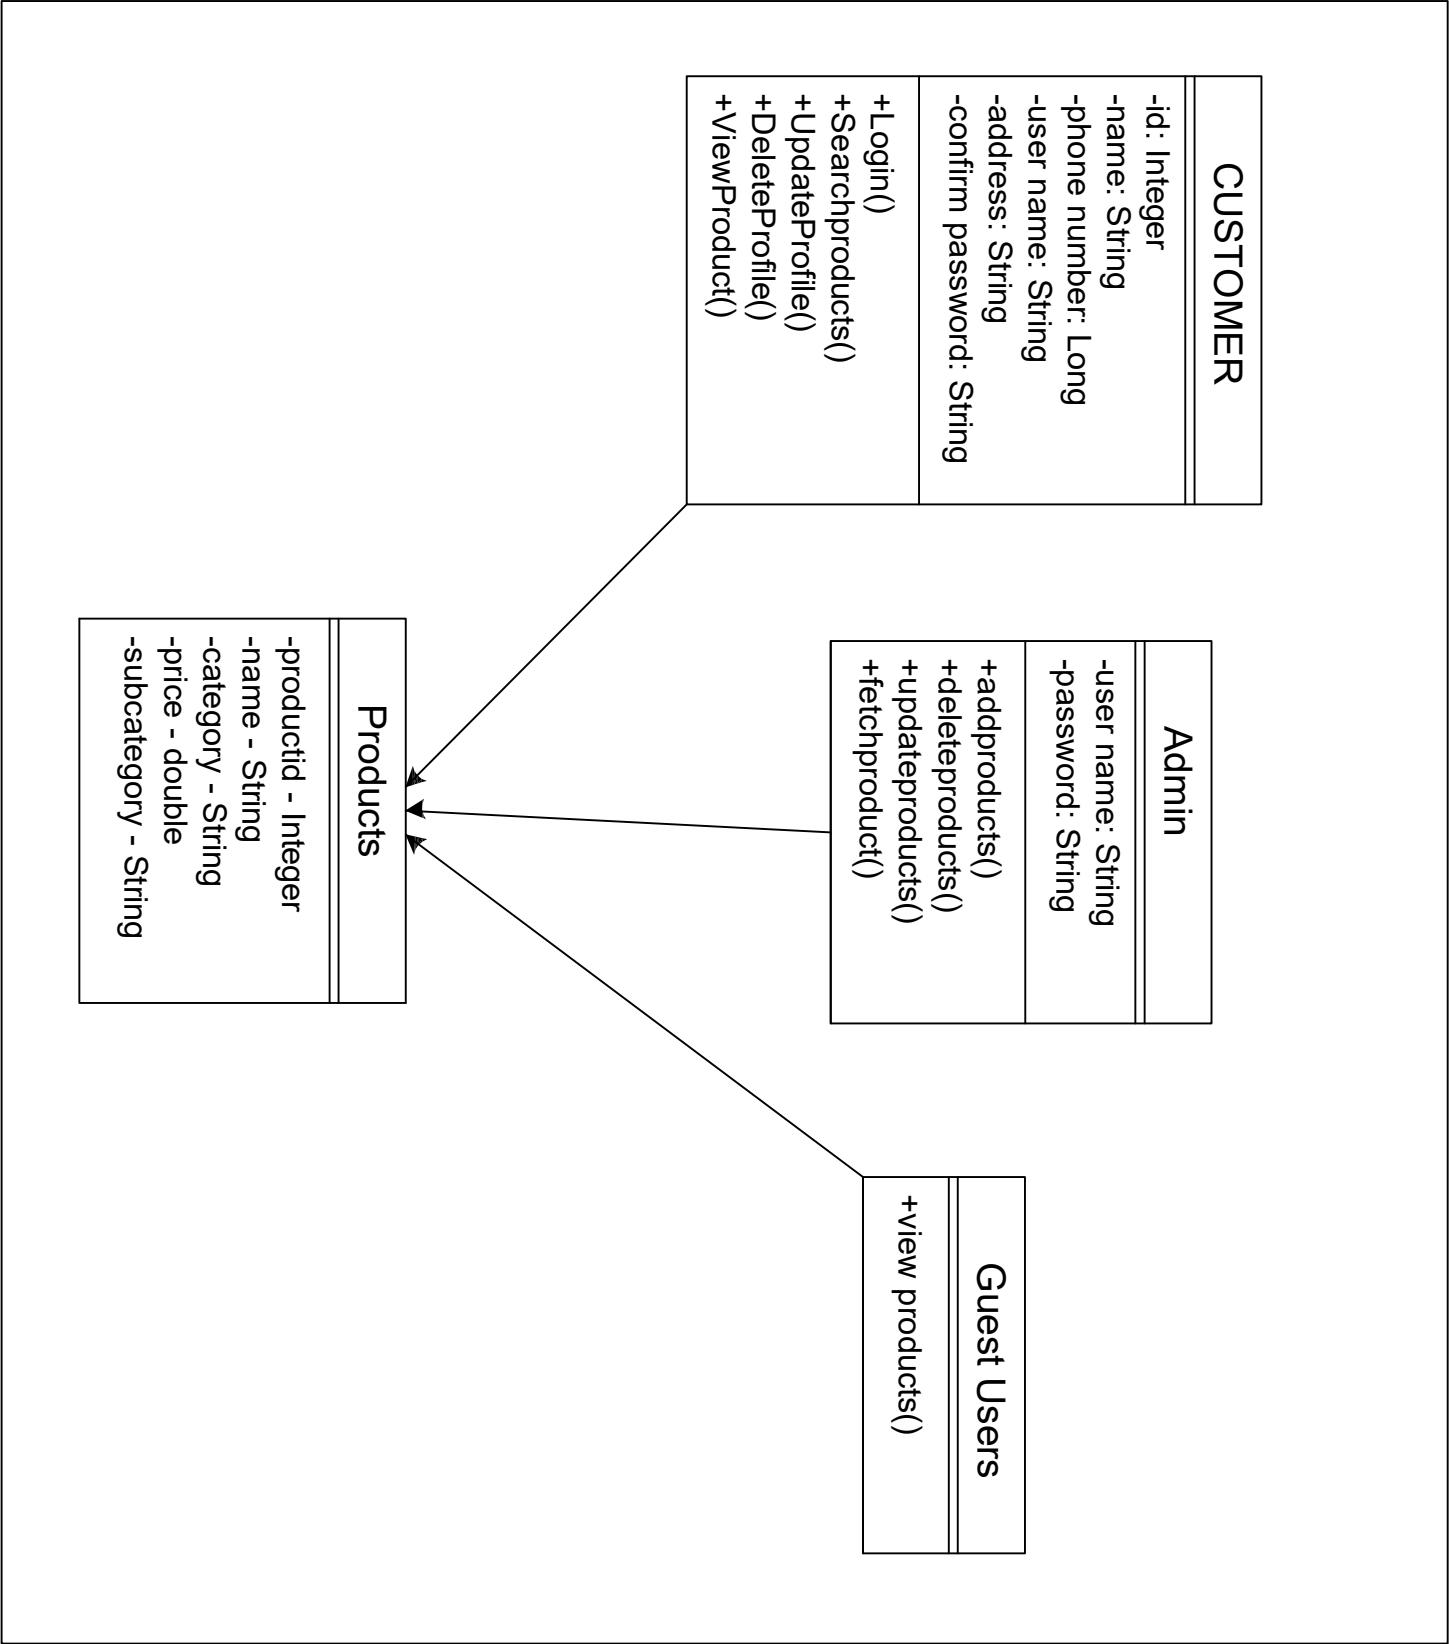 CUSTOMER
-id: Integer
-name: String
-phone number: Long
-user name: String
-address: String
-confirm password: String
+Login()
+Searchproducts()
+UpdateProfile()
+DeleteProfile()
+ViewProduct()
Admin
-user name: String
-password: String
+addproducts()
+deleteproducts()
+updateproducts()
+fetchproduct()
Guest Users
+view products()
Products
-productid - Integer
-name - String
-category - String
-price - double
-subcategory - String